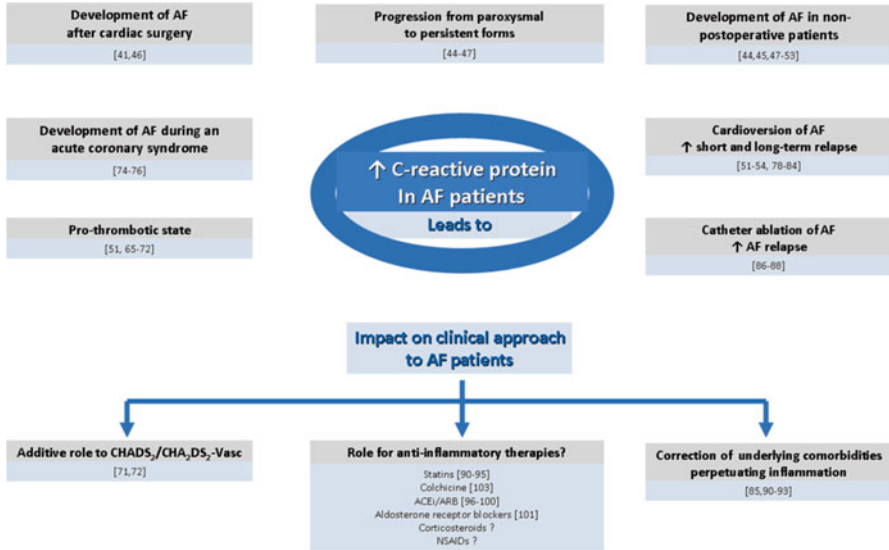 Development of AF
after cardiac surgery
[41,46]
Progression from paroxysmal
to persistent forms
[44-47]
Development of AF in non-
postoperative patients
[44,45,47-53]
Development of AF during an
acute coronary syndrome
[74-76]
Pro-thrombotic state
[51, 65-72]
↑ C-reactive protein
In AF patients
Leads to
Cardioversion of AF
↑ short and long-term relapse
[51-54, 78-84]
Catheter ablation of AF
↑ AF relapse
[86-88]
Impact on clinical approach
to AF patients
Additive role to CHADS₂/CHA₂DS₂-Vasc
[71,72]
Role for anti-inflammatory therapies?
Statins [90-95]
Colchicine [103]
ACEi/ARB [96-100]
Aldosterone receptor blockers [101]
Corticosteroids ?
NSAIDs ?
Correction of underlying comorbidities
perpetuating inflammation
[85,90-93]